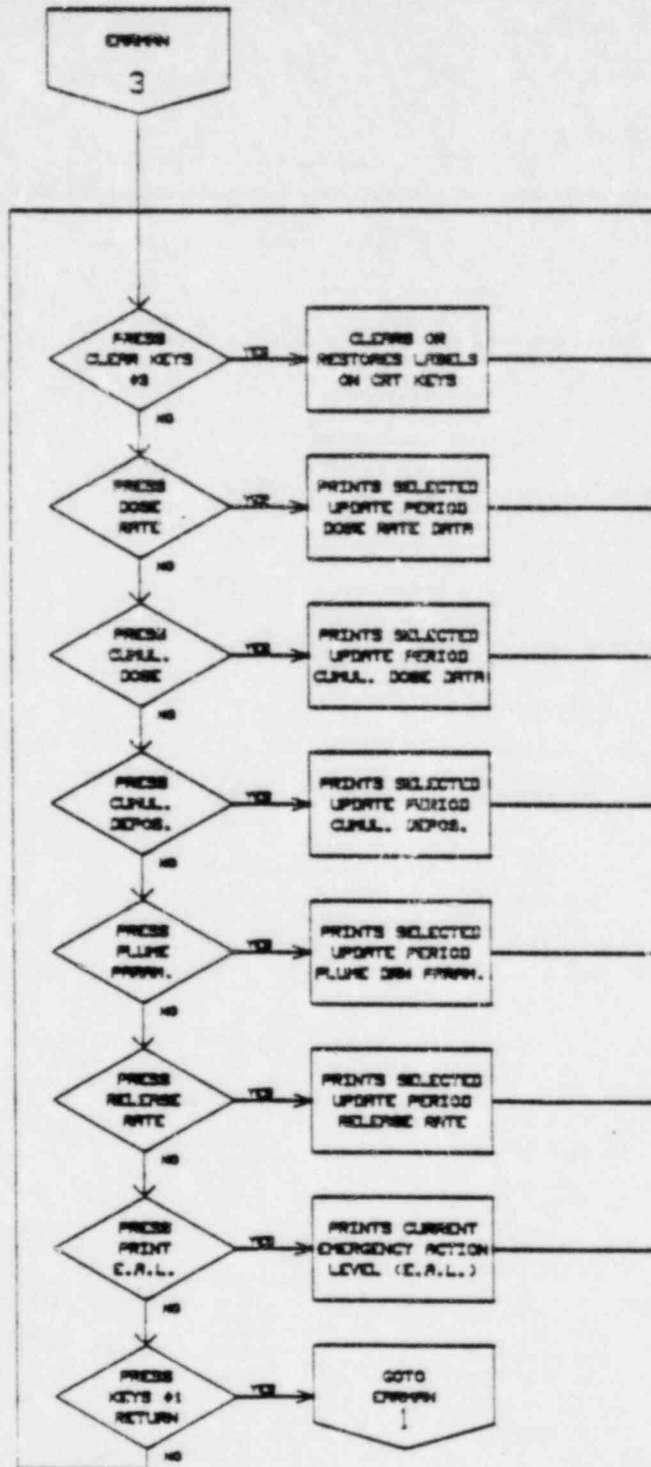 ERRMAN
3
PRESS
CLEAR KEYS
#3
YES
CLEARS OR
RESTORES LABELS
ON CRT KEYS
NO
PRESS
DOSE
RATE
YES
PRINTS SELECTED
UPDATE PERIOD
DOSE RATE DATA
NO
PRESS
CUMUL.
DOSE
YES
PRINTS SELECTED
UPDATE PERIOD
CUMUL. DOSE DATA
NO
PRESS
CUMUL.
DEPOS.
YES
PRINTS SELECTED
UPDATE PERIOD
CUMUL. DEPOS.
NO
PRESS
PLUME
PARAM.
YES
PRINTS SELECTED
UPDATE PERIOD
PLUME DRW PARAM.
NO
PRESS
RELEASE
RATE
YES
PRINTS SELECTED
UPDATE PERIOD
RELEASE RATE
NO
PRESS
PRINT
E.A.L.
YES
PRINTS CURRENT
EMERGENCY ACTION
LEVEL (E.A.L.)
NO
PRESS
KEYS #1
RETURN
YES
GOTO
ERRMAN
1
NO